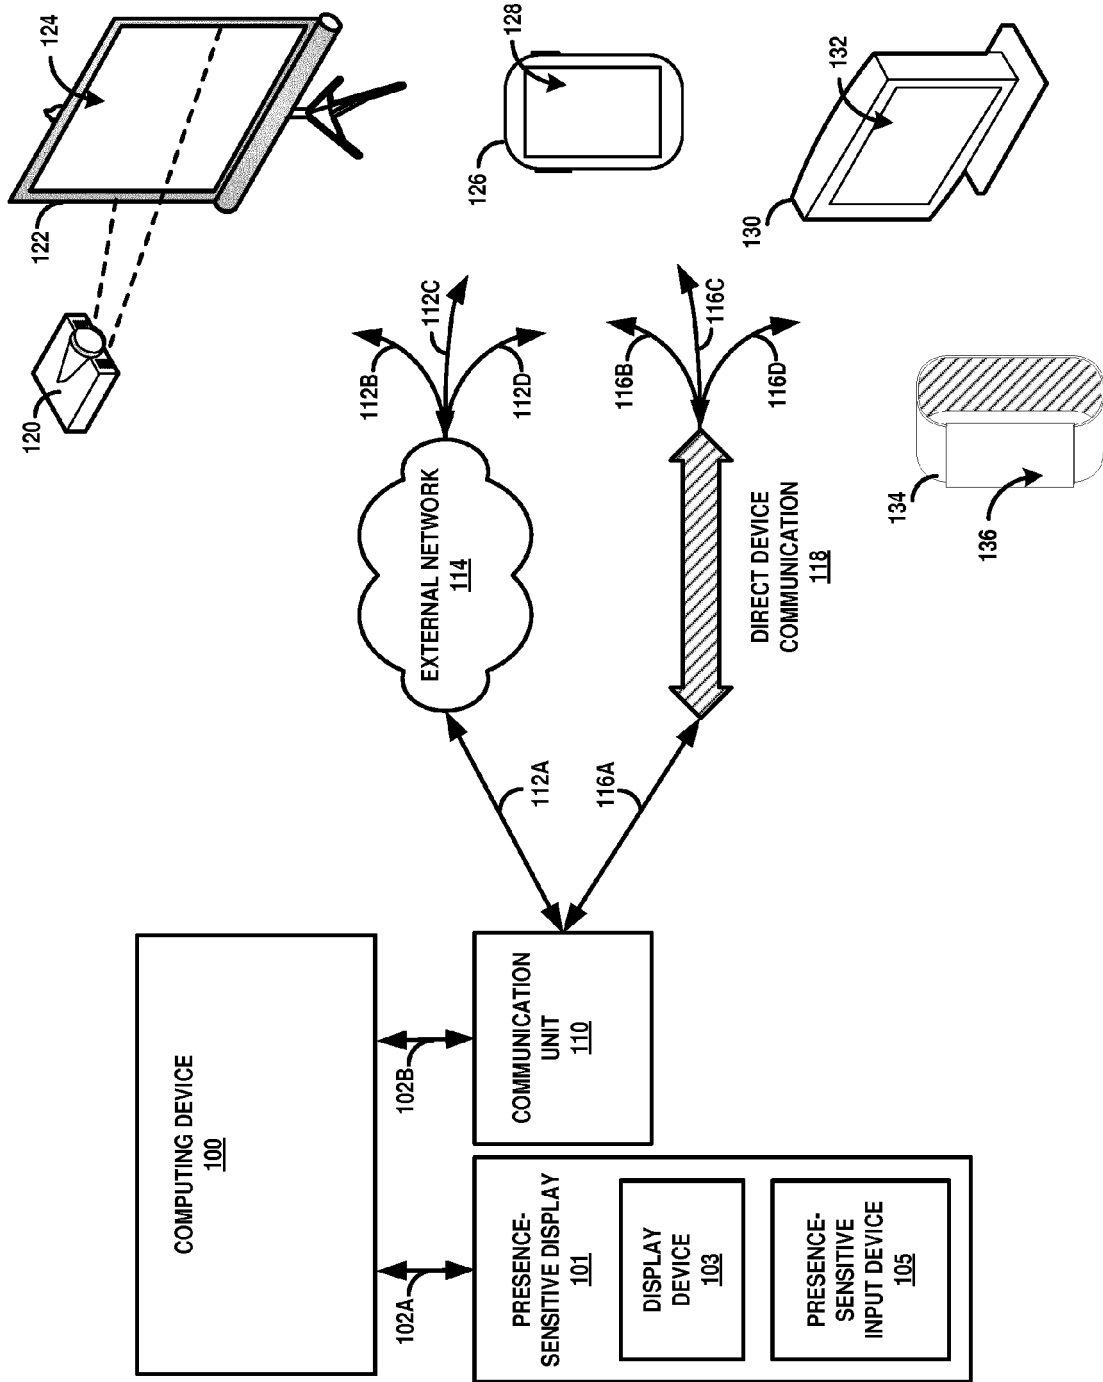 COMPUTING DEVICE
100
102A
102B
PRESENCE-
SENSITIVE DISPLAY
101
DISPLAY
DEVICE
103
PRESENCE-
SENSITIVE
INPUT DEVICE
105
COMMUNICATION
UNIT
110
112A
116A
EXTERNAL NETWORK
114
DIRECT DEVICE
COMMUNICATION
118
112B
112C
112D
116B
116C
116D
120
122
124
126
128
130
132
134
136